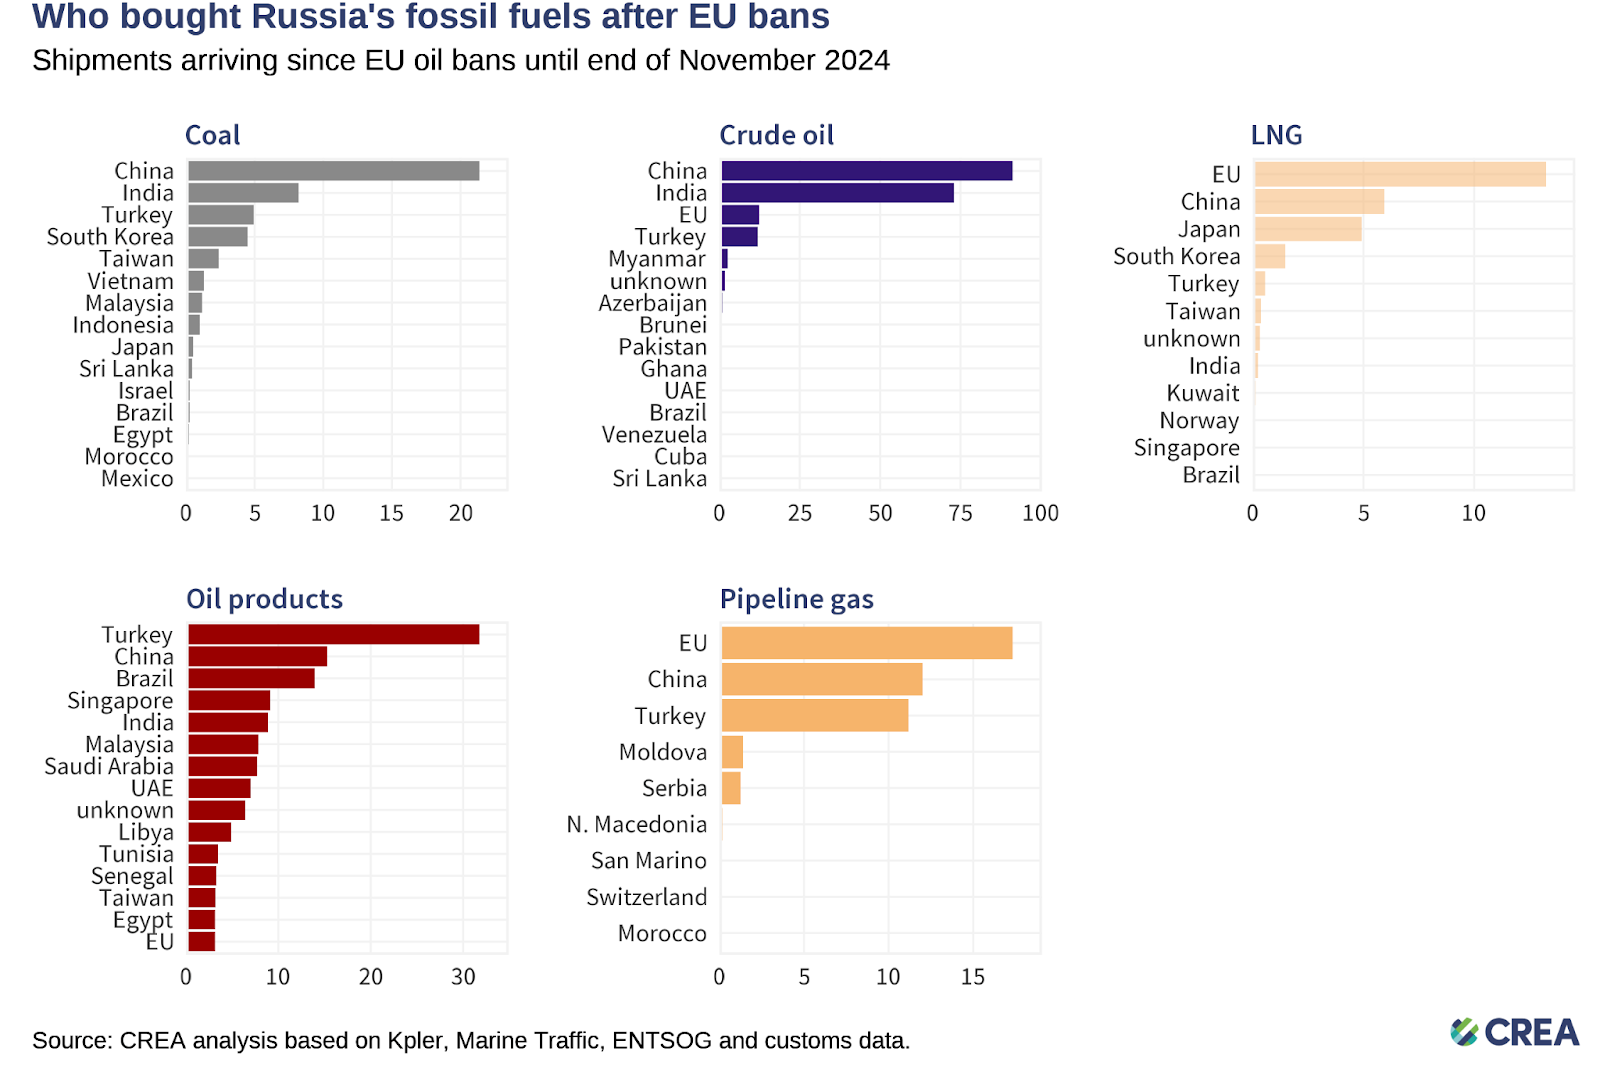 Who bought Russia's fossil fuels after EU bans
Shipments arriving since EU oil bans until end of November 2024
Coal
China
India
Turkey
South Korea
Taiwan
Vietnam
Malaysia
Indonesia
Japan
Sri Lanka
Israel
Brazil
Egypt
Morocco
Mexico
0 5 10 15 20
Crude oil
China
India
EU
Turkey
Myanmar
unknown
Azerbaijan
Brunei
Pakistan
Ghana
UAE
Brazil
Venezuela
Cuba
Sri Lanka
0 25 50 75 100
LNG
EU
China
Japan
South Korea
Turkey
Taiwan
unknown
India
Kuwait
Norway
Singapore
Brazil
0 5 10
Oil products
Turkey
China
Brazil
Singapore
India
Malaysia
Saudi Arabia
UAE
unknown
Libya
Tunisia
Senegal
Taiwan
Egypt
EU
0 10 20 30
Pipeline gas
EU
China
Turkey
Moldova
Serbia
N. Macedonia
San Marino
Switzerland
Morocco
0 5 10 15
Source: CREA analysis based on Kpler, Marine Traffic, ENTSOG and customs data.
CREA